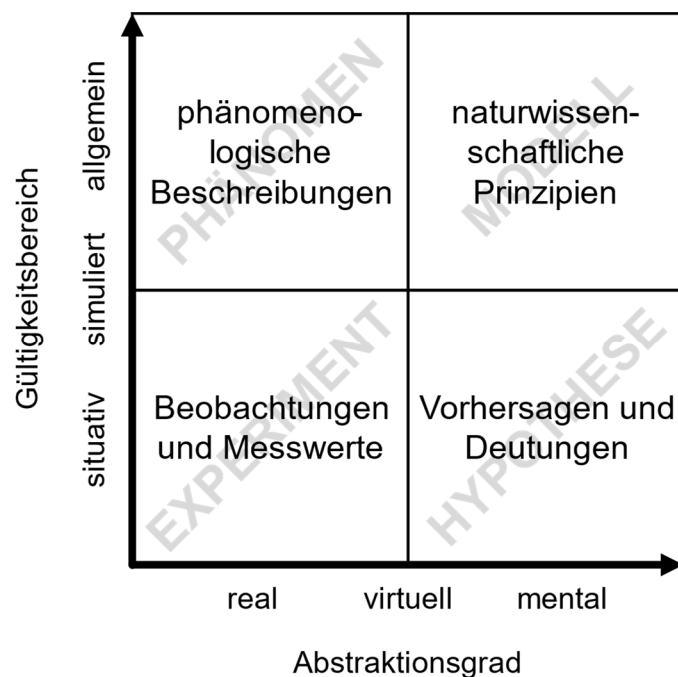 Gültigkeitsbereich
allgemein
simuliert
situativ
PHÄNOMEN
phänomeno-
logische
Beschreibungen
MODELL
naturwissen-
schaftliche
Prinzipien
EXPERIMENT
Beobachtungen
und Messwerte
HYPOTHESE
Vorhersagen und
Deutungen
real
virtuell
mental
Abstraktionsgrad